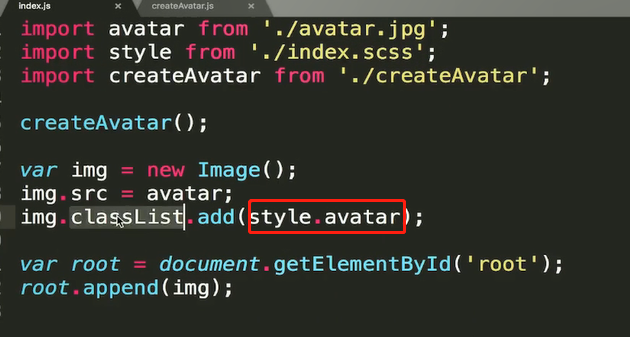 index.js × createAvatar.js ×
import avatar from './avatar.jpg';
import style from './index.scss';
import createAvatar from './createAvatar';
createAvatar();
var img = new Image();
img.src = avatar;
img.classList.add(style.avatar);
var root = document.getElementById('root');
root.append(img);